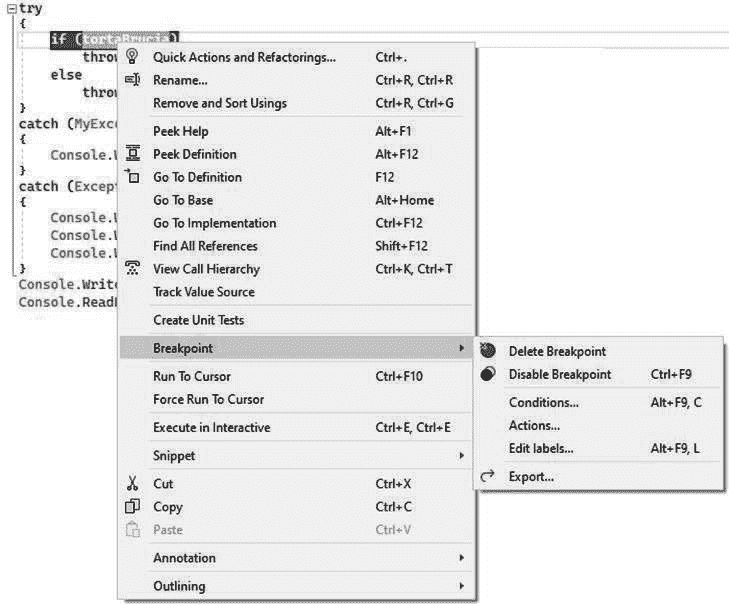 try
{
if (tortaBrucia)
throw
else
throw
}
catch (MyExce
{
Console.W
}
catch (Except
{
Console.W
Console.W
Console.W
}
Console.Write
Console.ReadL
Quick Actions and Refactorings... Ctrl+.
Rename... Ctrl+R, Ctrl+R
Remove and Sort Usings Ctrl+R, Ctrl+G
Peek Help Alt+F1
Peek Definition Alt+F12
Go To Definition F12
Go To Base Alt+Home
Go To Implementation Ctrl+F12
Find All References Shift+F12
View Call Hierarchy Ctrl+K, Ctrl+T
Track Value Source
Create Unit Tests
Breakpoint
Run To Cursor Ctrl+F10
Force Run To Cursor
Execute in Interactive Ctrl+E, Ctrl+E
Snippet
Cut Ctrl+X
Copy Ctrl+C
Paste Ctrl+V
Annotation
Outlining
Delete Breakpoint
Disable Breakpoint Ctrl+F9
Conditions... Alt+F9, C
Actions...
Edit labels... Alt+F9, L
Export...